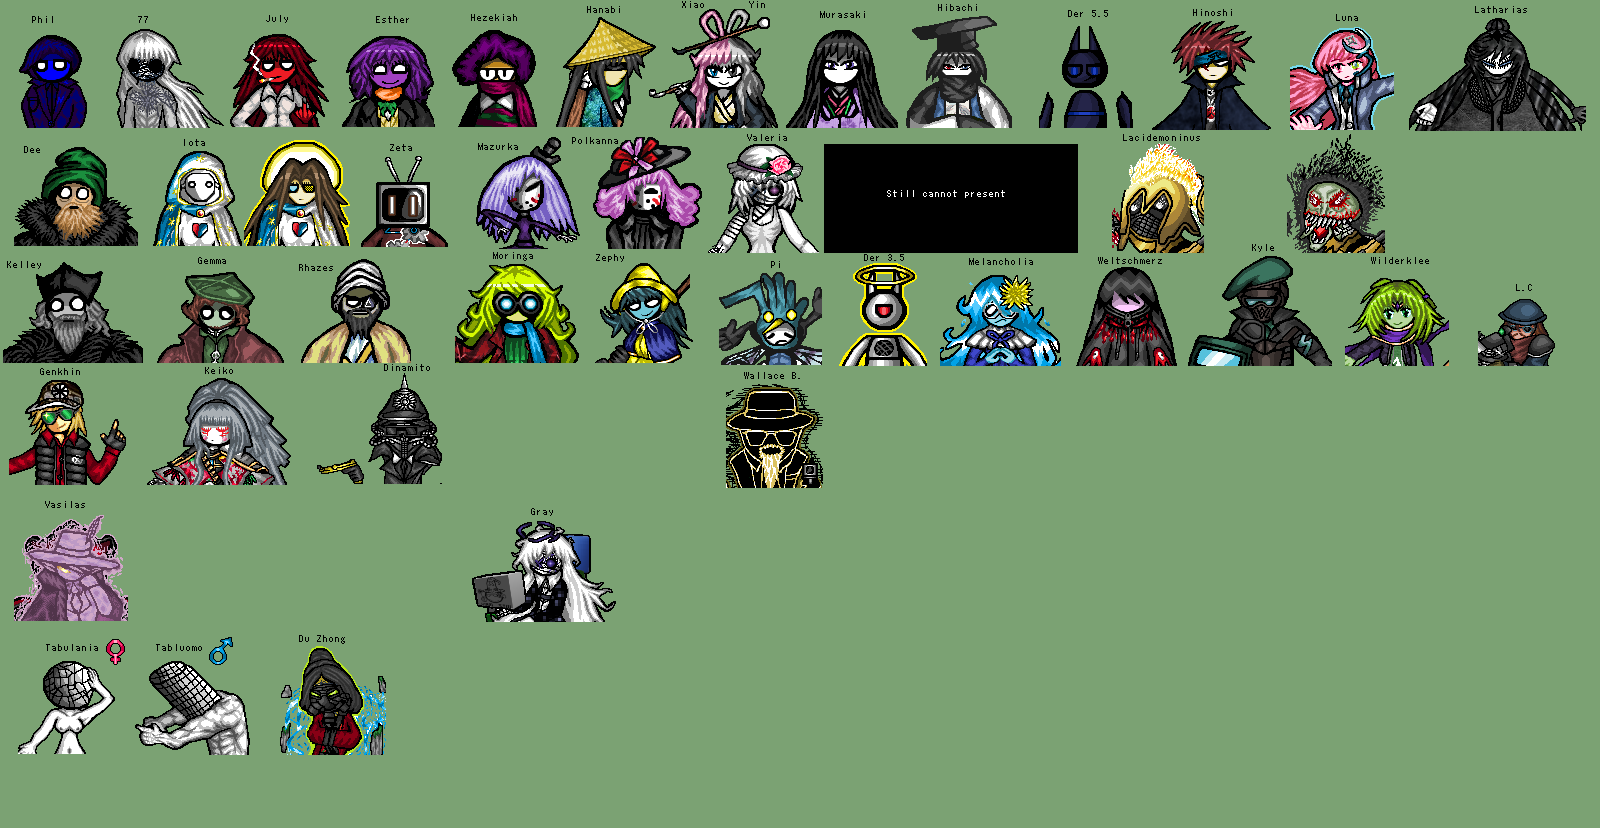 Phil
77
July
Esther
Hezekiah
Hanabi
Xiao Yin
Murasaki
Hibachi
Der 5.5
Hinoshi
Luna
Latharias
Dee
Iota
Zeta
Mazurka
Polkanna
Valeria
Still cannot present
Lacidemoninus
Kelley
Gemma
Rhazes
Moringa
Zephy
Pi
Der 3.5
Melancholia
Weltschmerz
Kyle
Wilderklee
L.C
Genkhin
Keiko
Dinamito
Wallace B.
Vasilas
Gray
Tabulania
Tabluomo
Du Zhong